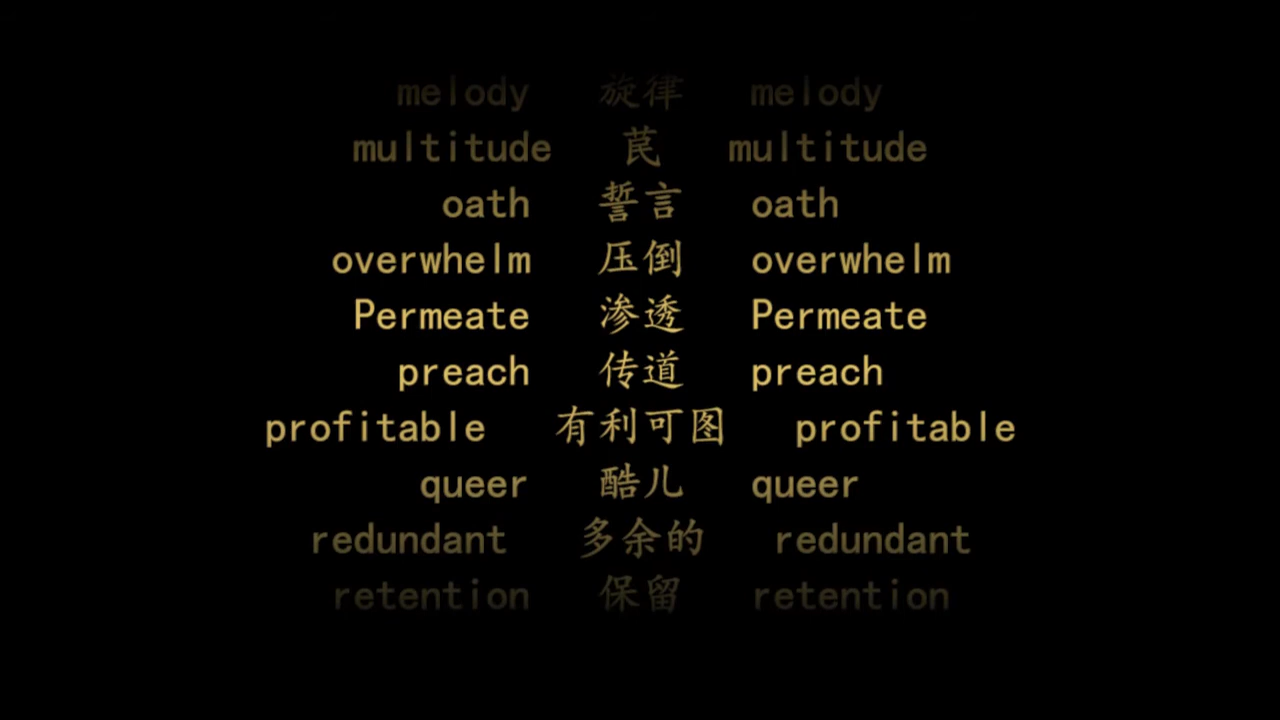 melody 旋律 melody
multitude 苠 multitude
oath 誓言 oath
overwhelm 压倒 overwhelm
Permeate 渗透 Permeate
preach 传道 preach
profitable 有利可图 profitable
queer 酷儿 queer
redundant 多余的 redundant
retention 保留 retention